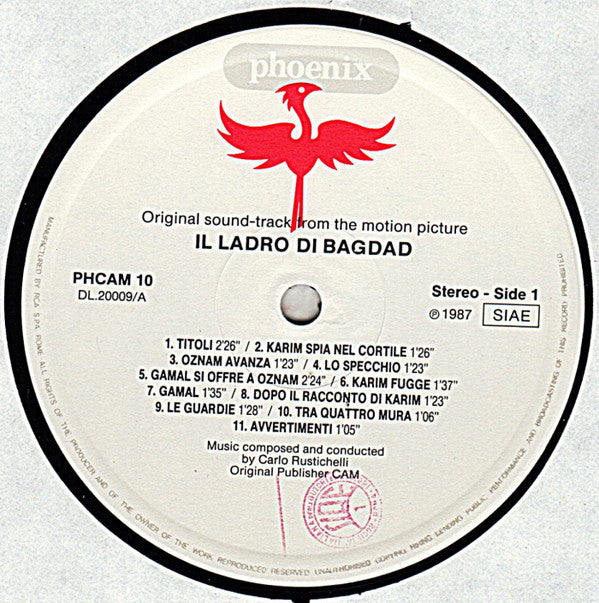 phoenix
Original sound-track from the motion picture
IL LADRO DI BAGDAD
PHCAM 10
DL.20009/A
Stereo - Side 1
℗ 1987 SIAE
1. TITOLI 2'26" / 2. KARIM SPIA NEL CORTILE 1'26"
3. OZNAM AVANZA 1'23" / 4. LO SPECCHIO 1'23"
5. GAMAL SI OFFRE A OZNAM 2'24" / 6. KARIM FUGGE 1'37"
7. GAMAL 1'35" / 8. DOPO IL RACCONTO DI KARIM 1'23"
9. LE GUARDIE 1'28" / 10. TRA QUATTRO MURA 1'06"
11. AVVERTIMENTI 1'05"
Music composed and conducted
by Carlo Rustichelli
Original Publisher CAM
SIAE
MANUFACTURED BY RCA S.P.A. ROME ALL RIGHTS OF THE PRODUCER AND OF THE OWNER OF THE WORK REPRODUCED RESERVED UNAUTHORISED COPYING HIRING LENDING PUBLIC PERFORMANCE AND BROADCASTING OF THIS RECORD PROHIBITED